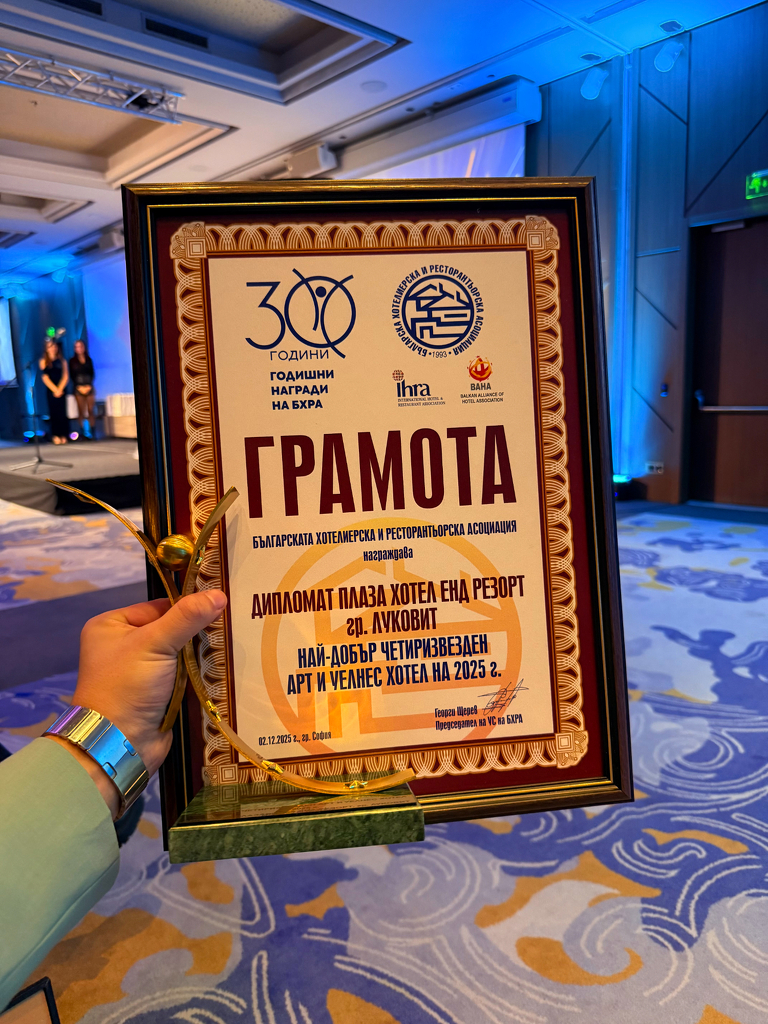 30
ГОДИНИ
ГОДИШНИ
НАГРАДИ
НА БХРА
БЪЛГАРСКА ХОТЕЛИЕРСКА И РЕСТОРАНТЬОРСКА АСОЦИАЦИЯ
•1993•
ihra
INTERNATIONAL HOTEL &
RESTAURANT ASSOCIATION
BAHA
BALKAN ALLIANCE OF
HOTEL ASSOCIATION
ГРАМОТА
БЪЛГАРСКАТА ХОТЕЛИЕРСКА И РЕСТОРАНТЬОРСКА АСОЦИАЦИЯ
награждава
ДИПЛОМАТ ПЛАЗА ХОТЕЛ ЕНД РЕЗОРТ
гр. ЛУКОВИТ
НАЙ-ДОБЪР ЧЕТИРИЗВЕЗДЕН
АРТ И УЕЛНЕС ХОТЕЛ НА 2025 г.
Георги Щерев
Председател на УС на БХРА
02.12.2025 г., гр. София